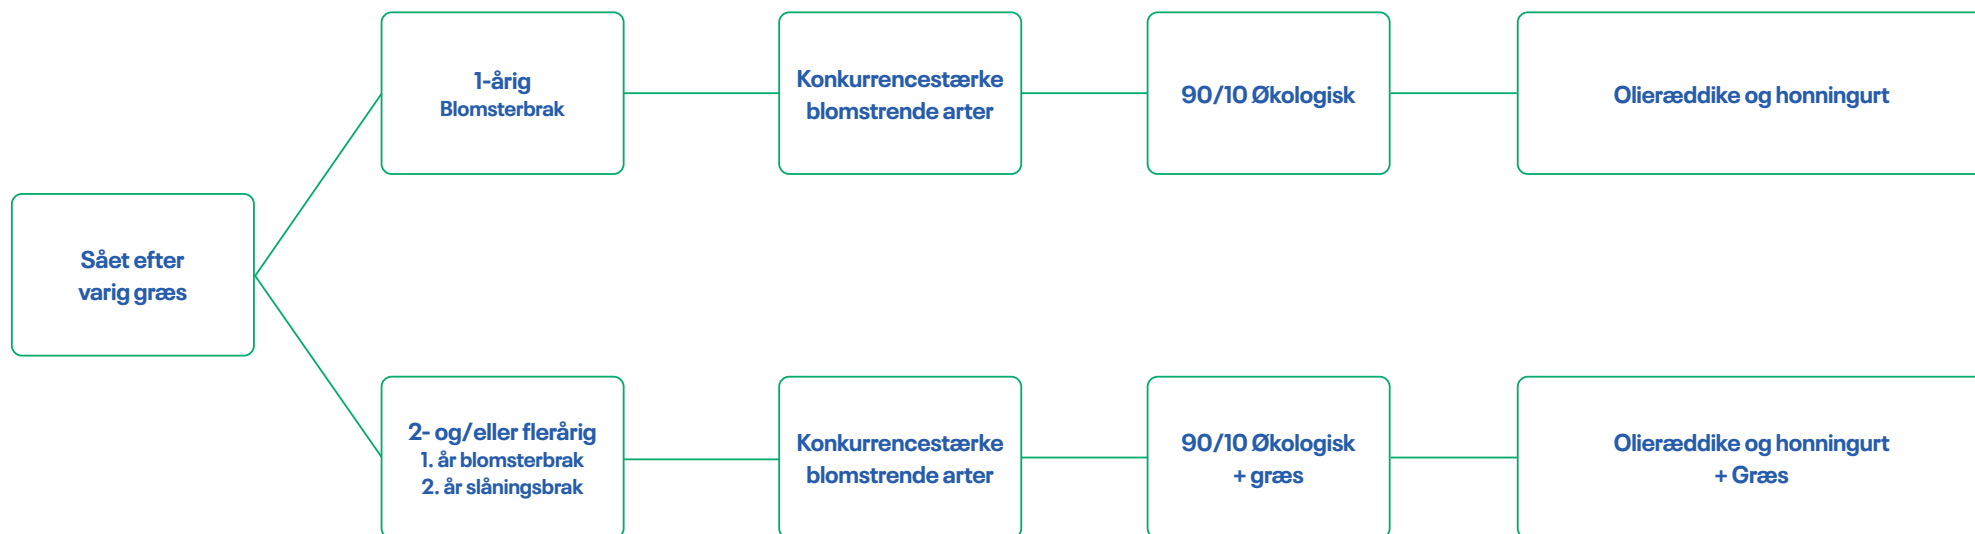 Sået efter
varig græs
1-årig
Blomsterbrak
Konkurrencestærke
blomstrende arter
90/10 Økologisk
Olieræddike og honningurt
2- og/eller flerårig
1. år blomsterbrak
2. år slåningsbrak
Konkurrencestærke
blomstrende arter
90/10 Økologisk
+ græs
Olieræddike og honningurt
+ Græs